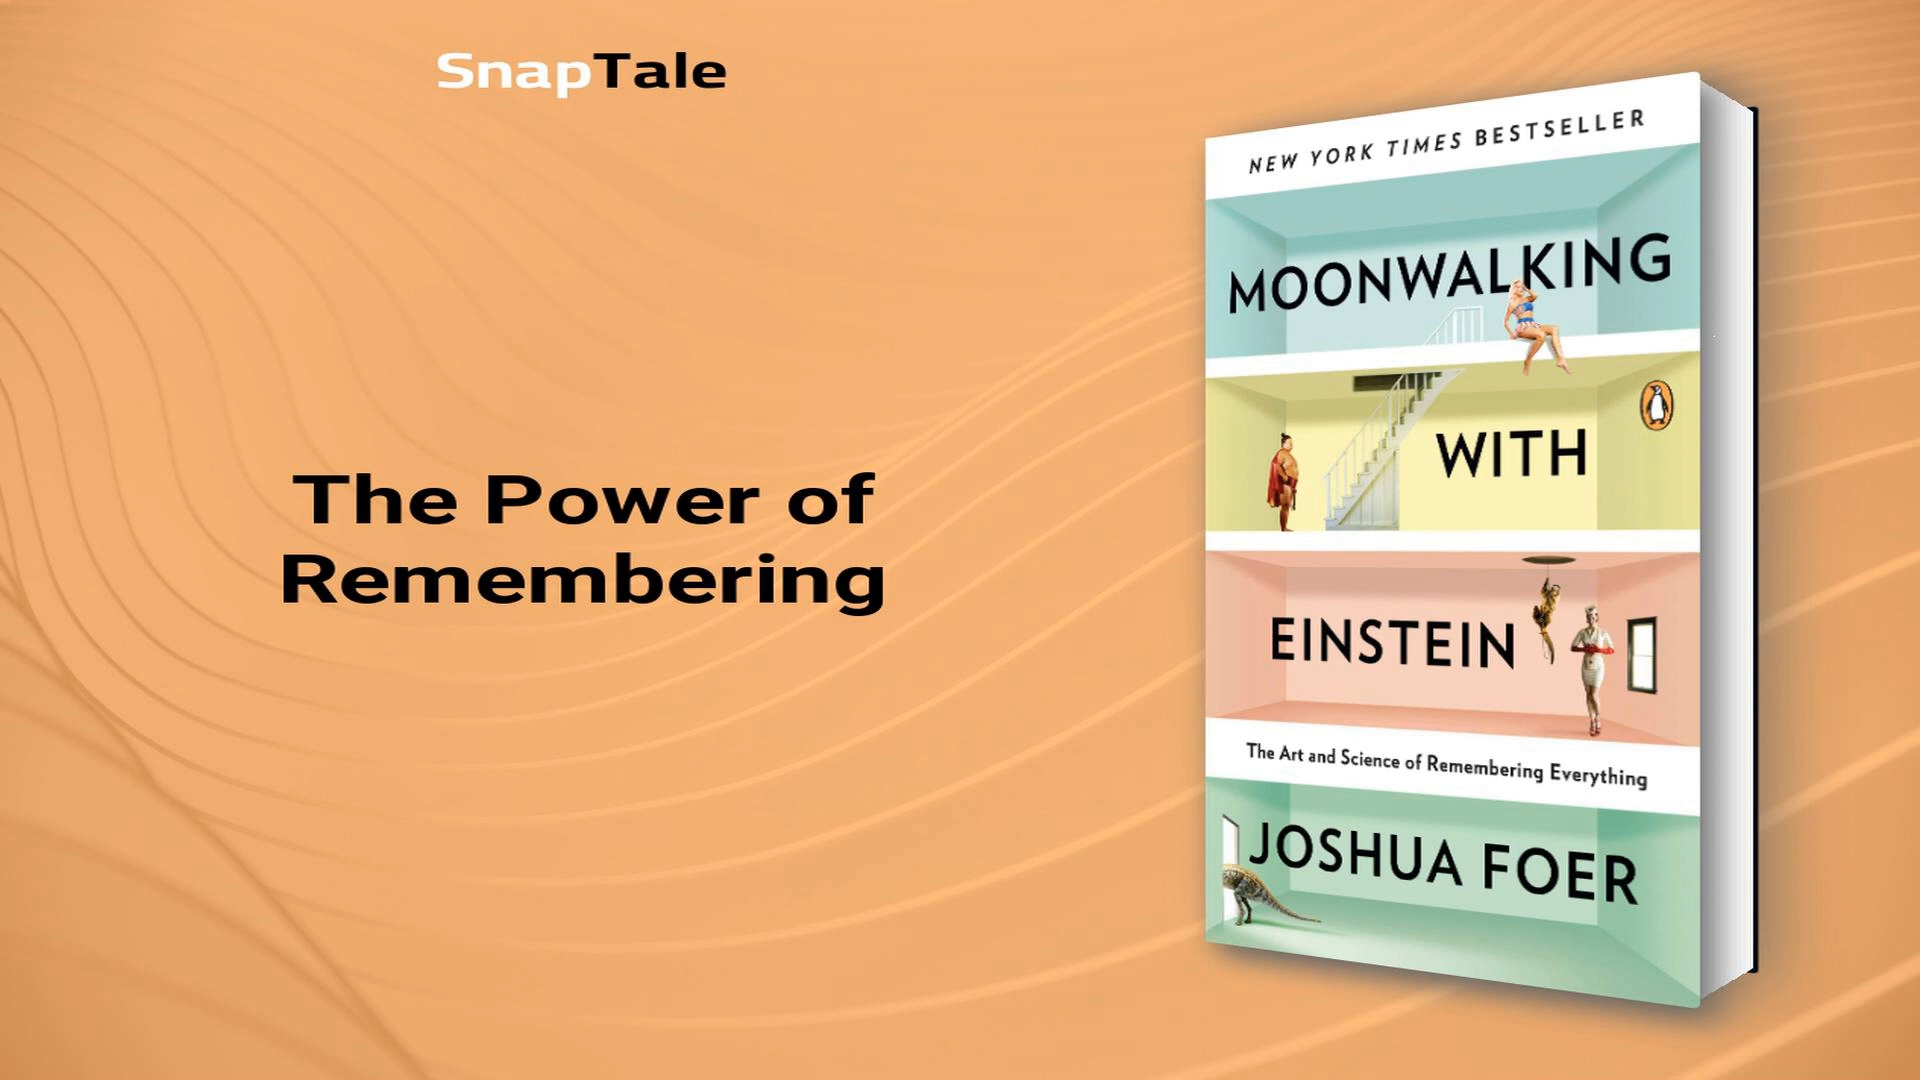 SnapTale
The Power of
Remembering
NEW YORK TIMES BESTSELLER
MOONWALKING
WITH
EINSTEIN
The Art and Science of Remembering Everything
JOSHUA FOER